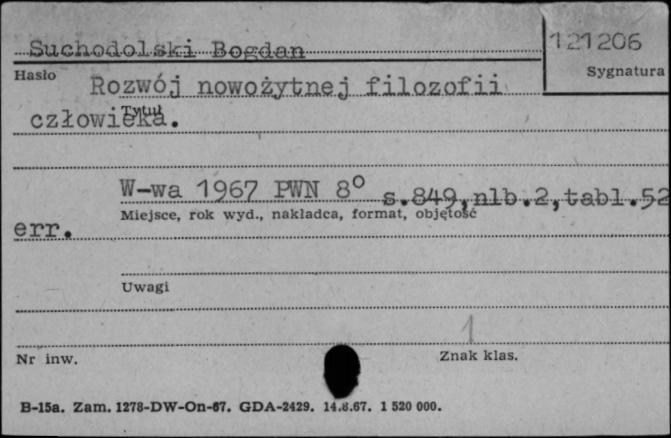 Suchodolski Bogdan
121206
Hasło
Sygnatura
Rozwój nowożytnej filozofii
Tytuł
człowieka.
W-wa 1967 PWN 8° s.849,nlb.2,tabl.52
Miejsce, rok wyd., nakładca, format, objętość
err.
Uwagi
1
Nr inw.
Znak klas.
B-15a. Zam. 1278-DW-On-67. GDA-2429. 14.8.67. 1 520 000.